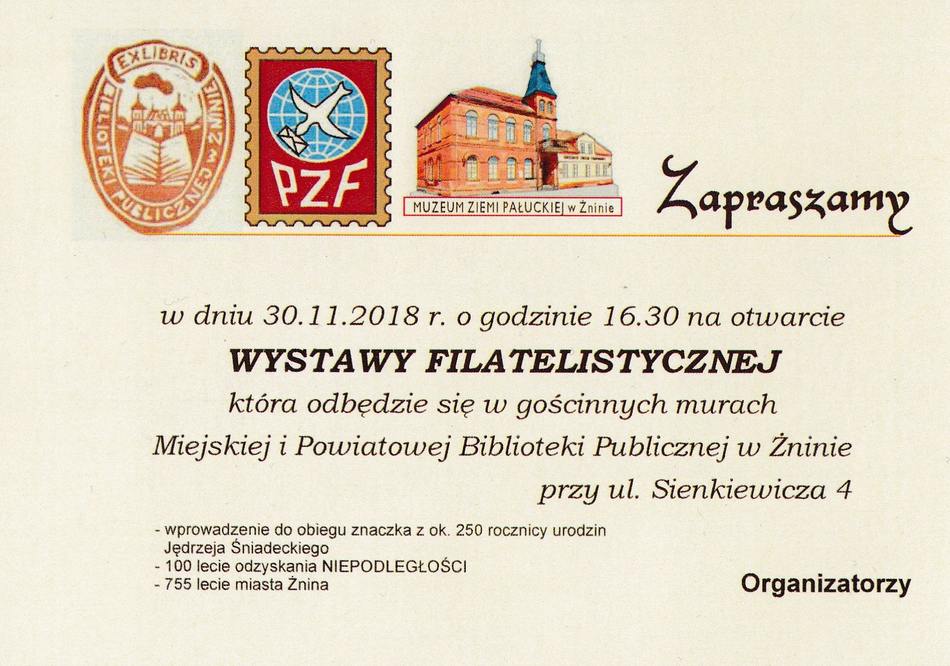 EXLIBRIS
BIBLIOTEKI PUBLICZNEJ w ŻNINIE
PZF
MUZEUM ZIEMI PAŁUCKIEJ w Żninie
Zapraszamy
w dniu 30.11.2018 r. o godzinie 16.30 na otwarcie
WYSTAWY FILATELISTYCZNEJ
która odbędzie się w gościnnych murach
Miejskiej i Powiatowej Biblioteki Publicznej w Żninie
przy ul. Sienkiewicza 4
- wprowadzenie do obiegu znaczka z ok. 250 rocznicy urodzin
Jędrzeja Śniadeckiego
- 100 lecie odzyskania NIEPODLEGŁOŚCI
- 755 lecie miasta Żnina
Organizatorzy